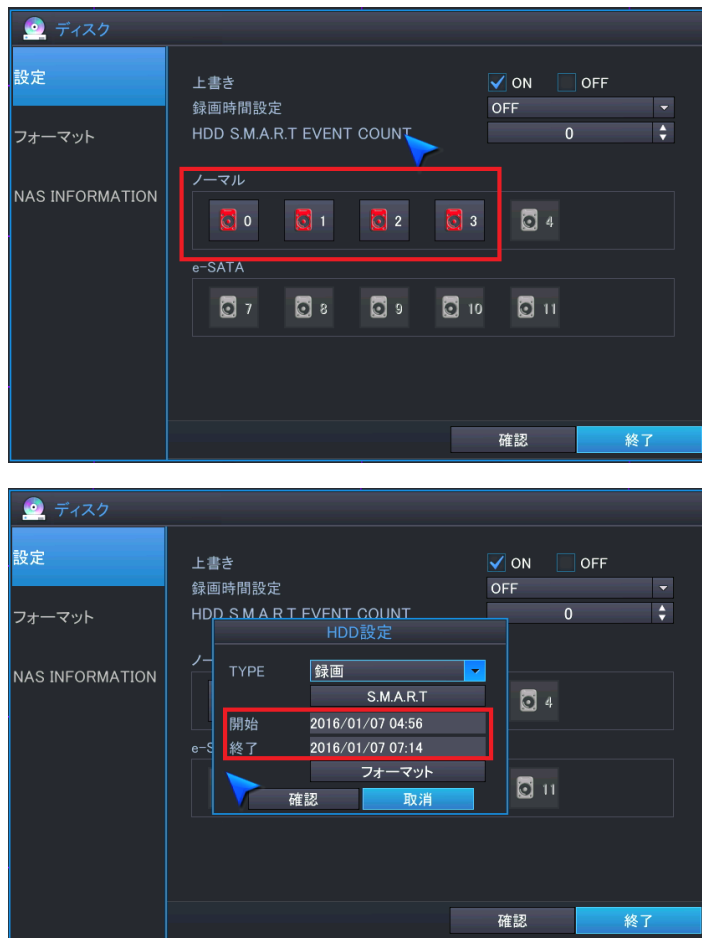 ディスク
設定
フォーマット
NAS INFORMATION
上書き ON OFF
録画時間設定 OFF
HDD S.M.A.R.T EVENT COUNT 0
ノーマル
0 1 2 3 4
e-SATA
7 8 9 10 11
確認 終了
ディスク
設定
フォーマット
NAS INFORMATION
上書き ON OFF
録画時間設定 OFF
HDD S.M.A.R.T EVENT COUNT 0
HDD設定
TYPE 録画
S.M.A.R.T
開始 2016/01/07 04:56
終了 2016/01/07 07:14
フォーマット
確認 取消
ノー
4
e-S
11
確認 終了